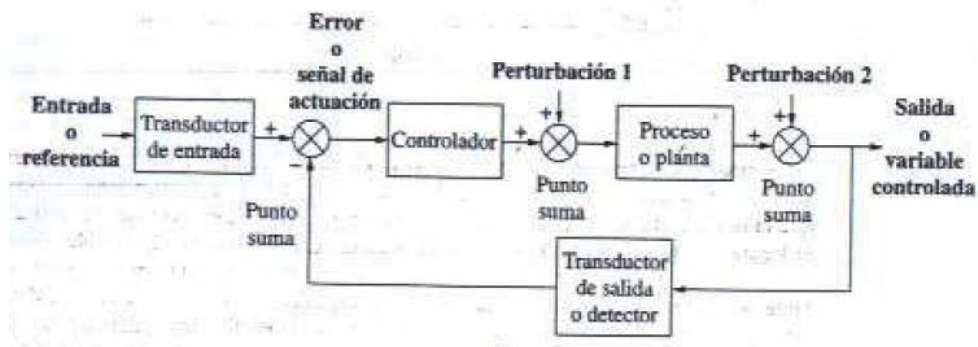 Error
o
señal de
actuación
Perturbación 1
Perturbación 2
Entrada
o
referencia
Transductor
de entrada
+
−
Controlador
+
+
Proceso
o planta
+
+
Salida
o
variable
controlada
Punto
suma
Punto
suma
Punto
suma
Transductor
de salida
o detector